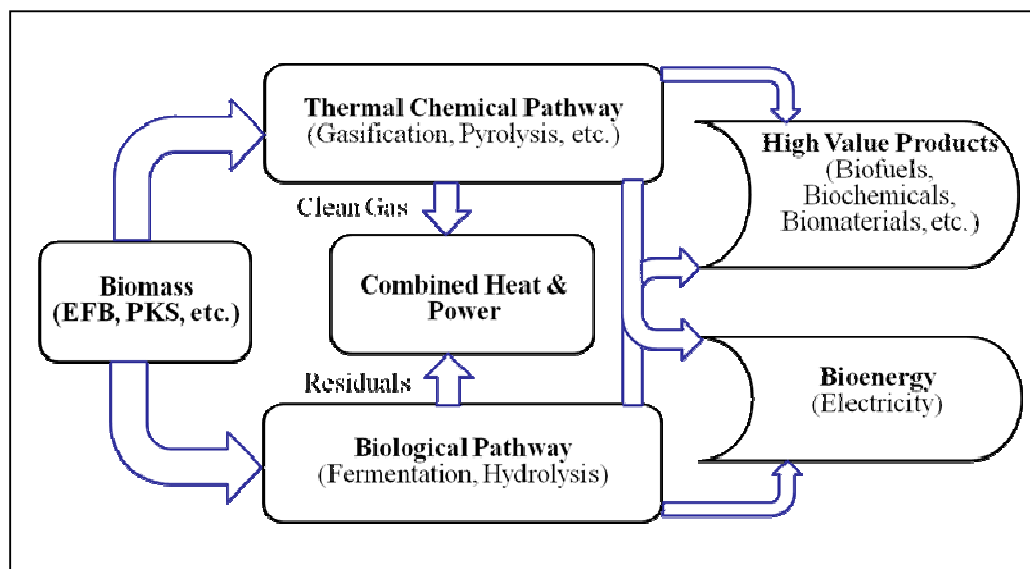 Thermal Chemical Pathway
(Gasification, Pyrolysis, etc.)
High Value Products
(Biofuels,
Biochemicals,
Biomaterials, etc.)
Clean Gas
Biomass
(EFB, PKS, etc.)
Combined Heat &
Power
Residuals
Bioenergy
(Electricity)
Biological Pathway
(Fermentation, Hydrolysis)